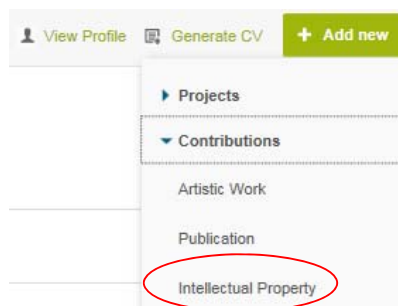 View Profile Generate CV + Add new
Projects
Contributions
Artistic Work
Publication
Intellectual Property